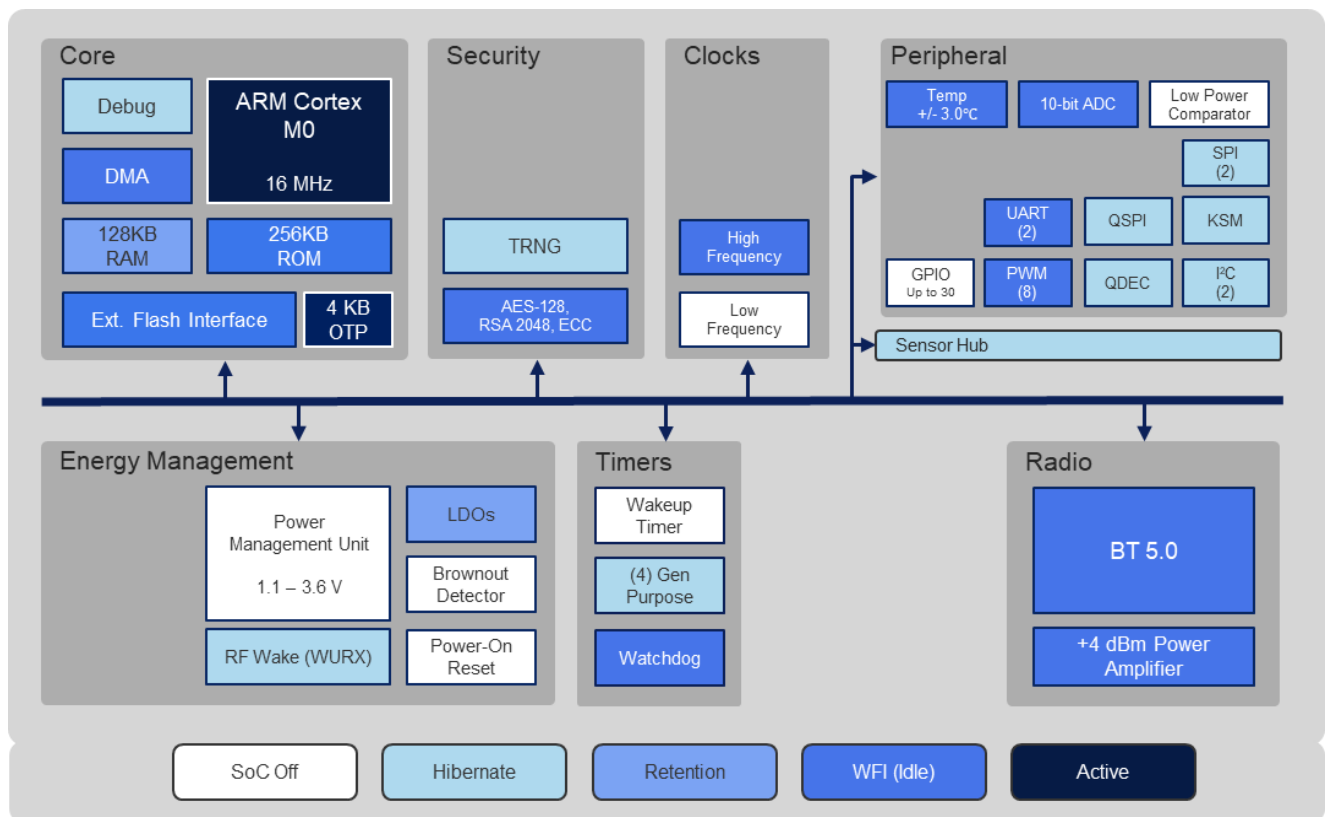 Core
Debug
ARM Cortex
M0
16 MHz
DMA
128KB
RAM
256KB
ROM
Ext. Flash Interface
4 KB
OTP
Security
TRNG
AES-128,
RSA 2048, ECC
Clocks
High
Frequency
Low
Frequency
Peripheral
Temp
+/- 3.0°C
10-bit ADC
Low Power
Comparator
SPI
(2)
UART
(2)
QSPI
KSM
GPIO
Up to 30
PWM
(8)
QDEC
I²C
(2)
Sensor Hub
Energy Management
Power
Management Unit
1.1 – 3.6 V
LDOs
Brownout
Detector
RF Wake (WURX)
Power-On
Reset
Timers
Wakeup
Timer
(4) Gen
Purpose
Watchdog
Radio
BT 5.0
+4 dBm Power
Amplifier
SoC Off
Hibernate
Retention
WFI (Idle)
Active